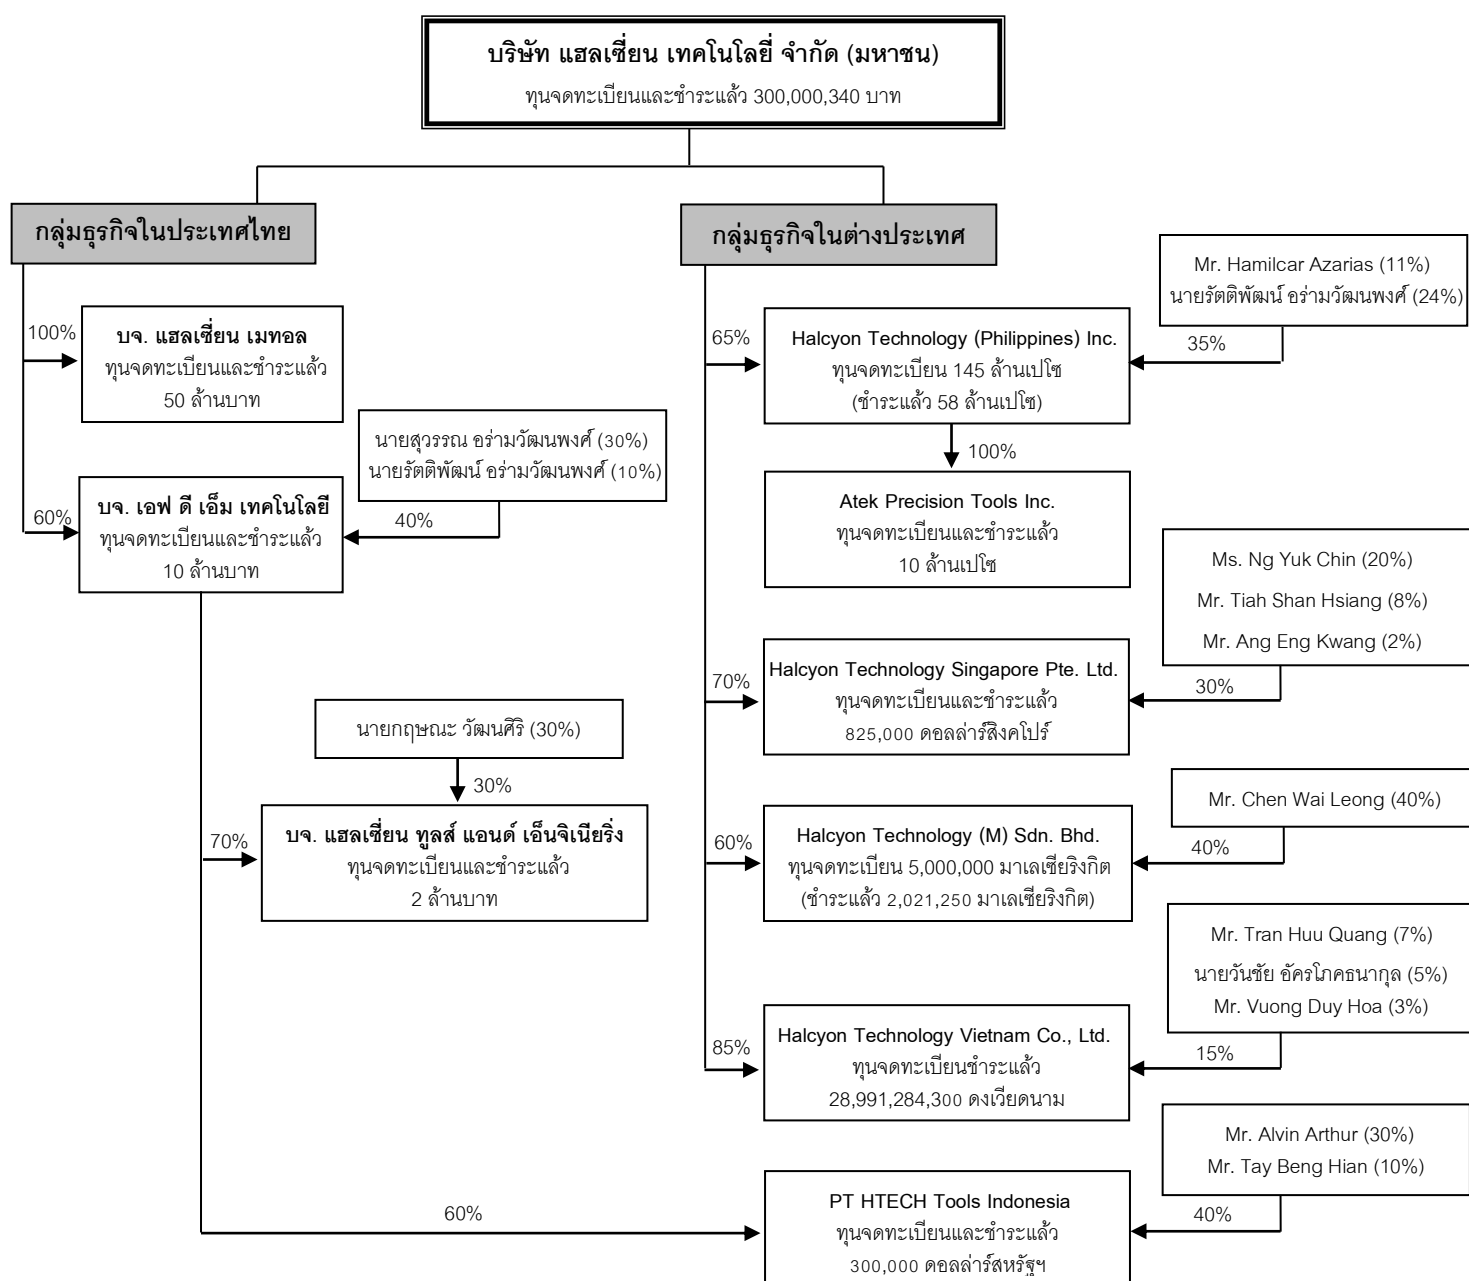 บริษัท แฮลเซี่ยน เทคโนโลยี่ จำกัด (มหาชน)
ทุนจดทะเบียนและชำระแล้ว 300,000,340 บาท
กลุ่มธุรกิจในประเทศไทย
100%
บจ. แฮลเซี่ยน เมทอล
ทุนจดทะเบียนและชำระแล้ว
50 ล้านบาท
60%
บจ. เอฟ ดี เอ็ม เทคโนโลยี
ทุนจดทะเบียนและชำระแล้ว
10 ล้านบาท
นายสุวรรณ อร่ามวัฒนพงศ์ (30%)
นายรัตติพัฒน์ อร่ามวัฒนพงศ์ (10%)
40%
นายกฤษณะ วัฒนศิริ (30%)
30%
70%
บจ. แฮลเซี่ยน ทูลส์ แอนด์ เอ็นจิเนียริ่ง
ทุนจดทะเบียนและชำระแล้ว
2 ล้านบาท
กลุ่มธุรกิจในต่างประเทศ
65%
Halcyon Technology (Philippines) Inc.
ทุนจดทะเบียน 145 ล้านเปโซ
(ชำระแล้ว 58 ล้านเปโซ)
Mr. Hamilcar Azarias (11%)
นายรัตติพัฒน์ อร่ามวัฒนพงศ์ (24%)
35%
100%
Atek Precision Tools Inc.
ทุนจดทะเบียนและชำระแล้ว
10 ล้านเปโซ
70%
Halcyon Technology Singapore Pte. Ltd.
ทุนจดทะเบียนและชำระแล้ว
825,000 ดอลล่าร์สิงคโปร์
Ms. Ng Yuk Chin (20%)
Mr. Tiah Shan Hsiang (8%)
Mr. Ang Eng Kwang (2%)
30%
60%
Halcyon Technology (M) Sdn. Bhd.
ทุนจดทะเบียน 5,000,000 มาเลเซียริงกิต
(ชำระแล้ว 2,021,250 มาเลเซียริงกิต)
Mr. Chen Wai Leong (40%)
40%
85%
Halcyon Technology Vietnam Co., Ltd.
ทุนจดทะเบียนชำระแล้ว
28,991,284,300 ดงเวียดนาม
Mr. Tran Huu Quang (7%)
นายวันชัย อัครโภคธนากุล (5%)
Mr. Vuong Duy Hoa (3%)
15%
60%
PT HTECH Tools Indonesia
ทุนจดทะเบียนและชำระแล้ว
300,000 ดอลล่าร์สหรัฐฯ
Mr. Alvin Arthur (30%)
Mr. Tay Beng Hian (10%)
40%